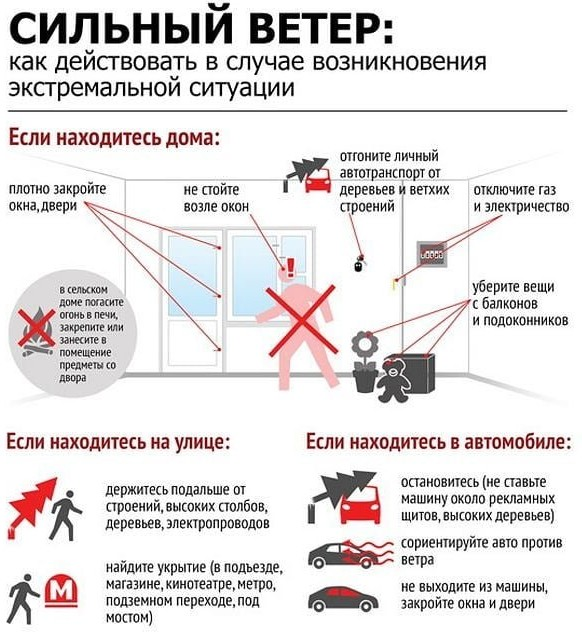 СИЛЬНЫЙ ВЕТЕР:
как действовать в случае возникновения
экстремальной ситуации
Если находитесь дома:
плотно закройте
окна, двери
не стойте
возле окон
отгоните личный
автотранспорт от
деревьев и ветхих
строений
отключите газ
и электричество
уберите вещи
с балконов
и подоконников
в сельском
доме погасите
огонь в печи,
закрепите или
занесите в
помещение
предметы со
двора
Если находитесь на улице:
держитесь подальше от
строений, высоких столбов,
деревьев, электропроводов
М
найдите укрытие (в подъезде,
магазине, кинотеатре, метро,
подземном переходе, под
мостом)
Если находитесь в автомобиле:
остановитесь (не ставьте
машину около рекламных
щитов, высоких деревьев)
сориентируйте авто против
ветра
не выходите из машины,
закройте окна и двери